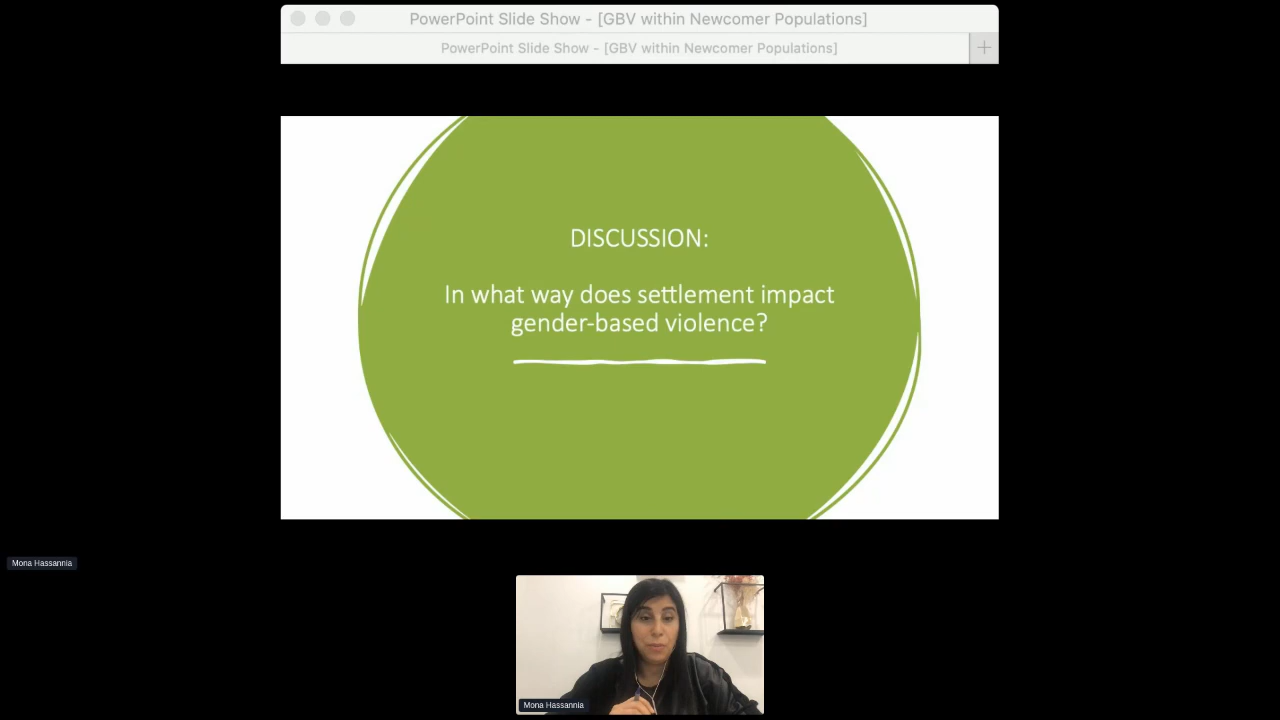 PowerPoint Slide Show - [GBV within Newcomer Populations]
PowerPoint Slide Show - [GBV within Newcomer Populations]
DISCUSSION:
In what way does settlement impact
gender-based violence?
Mona Hassannia
Mona Hassannia